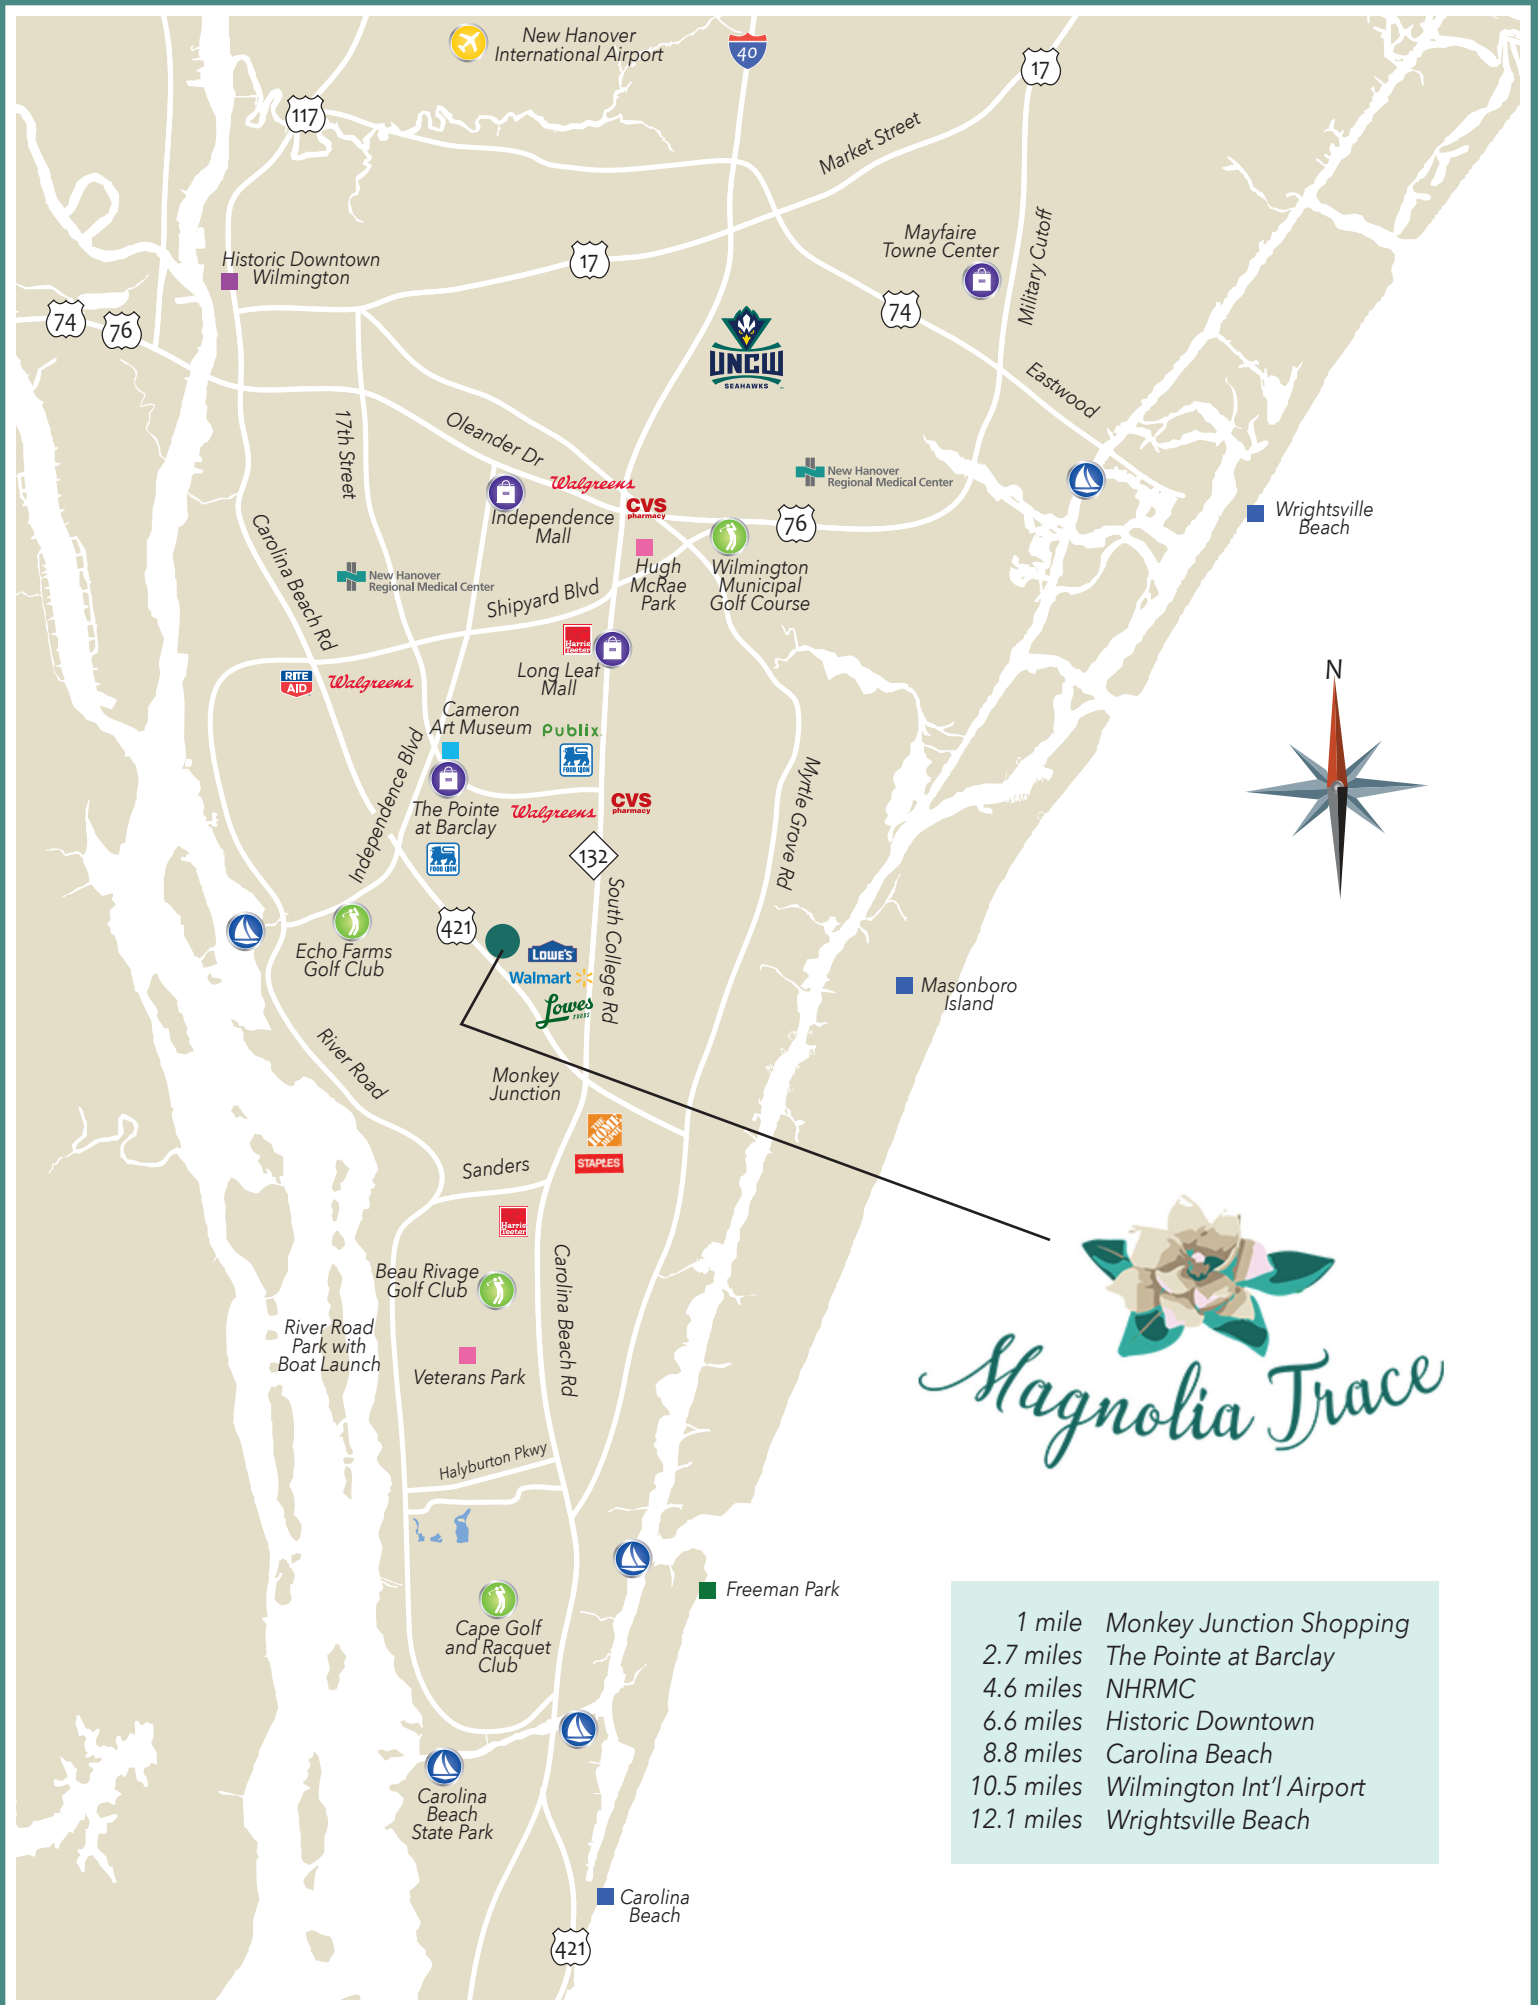 New Hanover
International Airport
40
17
117
Market Street
Mayfaire
Towne Center
Military Cutoff
Historic Downtown
Wilmington
17
74
76
74
UNCW
SEAHAWKS
Eastwood
17th Street
Oleander Dr
Walgreens
CVS
pharmacy
New Hanover
Regional Medical Center
76
Independence
Mall
Wrightsville
Beach
Carolina Beach Rd
Hugh
McRae
Park
Wilmington
Municipal
Golf Course
New Hanover
Regional Medical Center
Shipyard Blvd
Harris
Teeter
Long Leaf
Mall
RITE
AID
Walgreens
N
Cameron
Art Museum
Publix
FOOD LION
Independence Blvd
Myrtle Grove Rd
The Pointe
at Barclay
Walgreens
CVS
pharmacy
FOOD LION
132
South College Rd
421
Echo Farms
Golf Club
LOWE'S
Walmart
Lowes
FOODS
Masonboro
Island
River Road
Monkey
Junction
THE
HOME
DEPOT
STAPLES
Sanders
Harris
Teeter
Beau Rivage
Golf Club
Carolina Beach Rd
River Road
Park with
Boat Launch
Veterans Park
Magnolia Trace
Halyburton Pkwy
Freeman Park
Cape Golf
and Racquet
Club
1 mile Monkey Junction Shopping
2.7 miles The Pointe at Barclay
4.6 miles NHRMC
6.6 miles Historic Downtown
8.8 miles Carolina Beach
10.5 miles Wilmington Int'l Airport
12.1 miles Wrightsville Beach
Carolina
Beach
State Park
Carolina
Beach
421